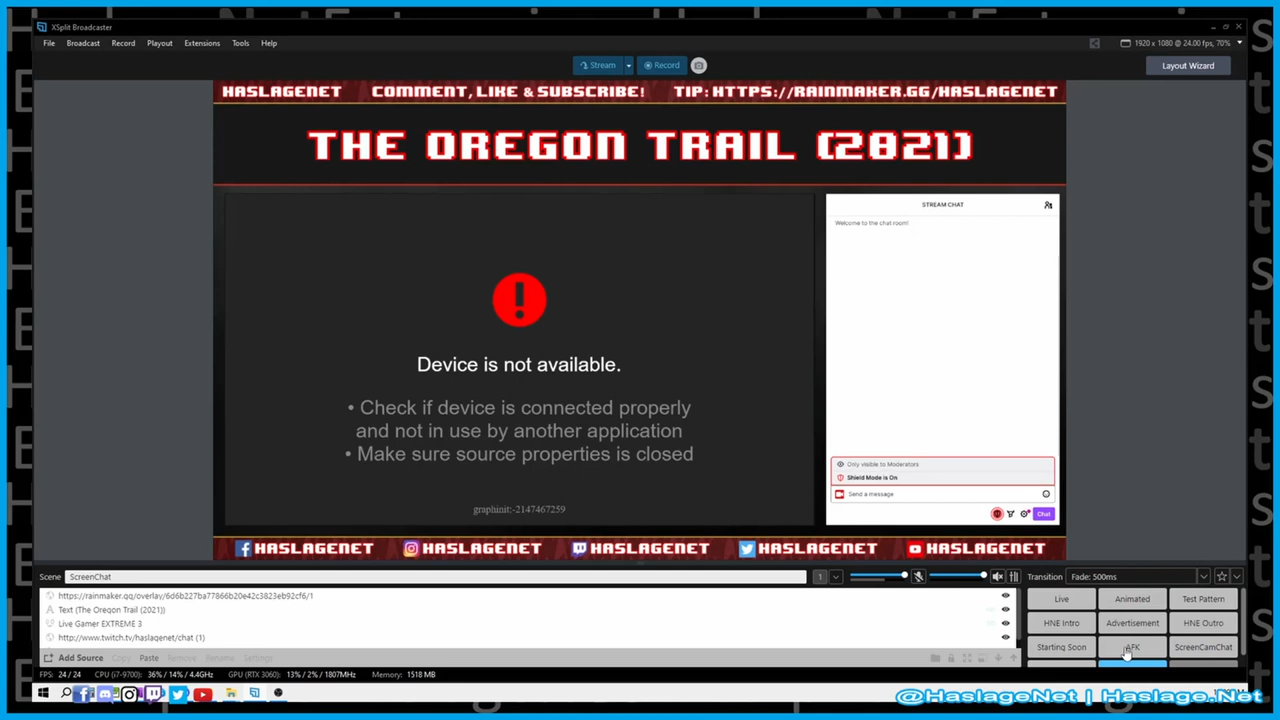 XSplit Broadcaster
File Broadcast Record Playout Extensions Tools Help
1920 x 1080 @ 24.00 fps, 70%
Stream Record
Layout Wizard
HASLAGENET COMMENT, LIKE & SUBSCRIBE! TIP: HTTPS://RAINMAKER.GG/HASLAGENET
THE OREGON TRAIL (2021)
STREAM CHAT
Welcome to the chat room!
Device is not available.
• Check if device is connected properly
and not in use by another application
• Make sure source properties is closed
graphinit:-2147467259
Only visible to Moderators
Shield Mode is On
Send a message
Chat
HASLAGENET HASLAGENET HASLAGENET HASLAGENET HASLAGENET
Scene ScreenChat 1 Transition Fade: 500ms
https://rainmaker.gg/overlay/6d6b227ba77866b20e42c3823eb92cf6/1
Text (The Oregon Trail (2021))
Live Gamer EXTREME 3
http://www.twitch.tv/haslagenet/chat (1)
Live Animated Test Pattern
HNE Intro Advertisement HNE Outro
Starting Soon AFK ScreenCamChat
Add Source Copy Paste Remove Rename Settings
FPS: 24 / 24 CPU (i7-9700): 36% / 14% / 4.4GHz GPU (RTX 3060): 13% / 2% / 1807MHz Memory: 1518 MB
@HaslageNet | Haslage.Net